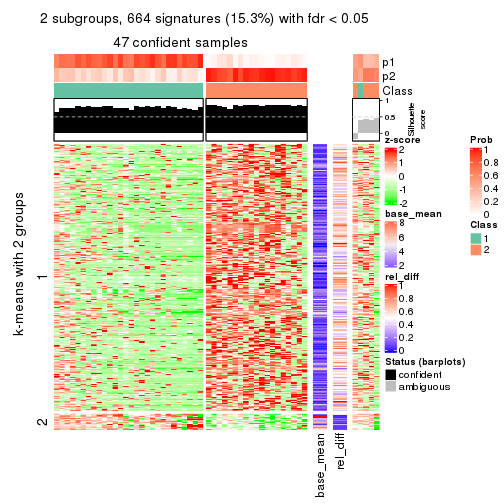 2 subgroups, 664 signatures (15.3%) with fdr < 0.05
47 confident samples
p1
p2
Class
1
0.5
0
Silhouette
score
k-means with 2 groups
1
2
base_mean
rel_diff
z-score
2
1
0
-1
-2
base_mean
8
6
4
2
rel_diff
1
0.8
0.6
0.4
0.2
0
Status (barplots)
confident
ambiguous
Prob
1
0.8
0.6
0.4
0.2
0
Class
1
2